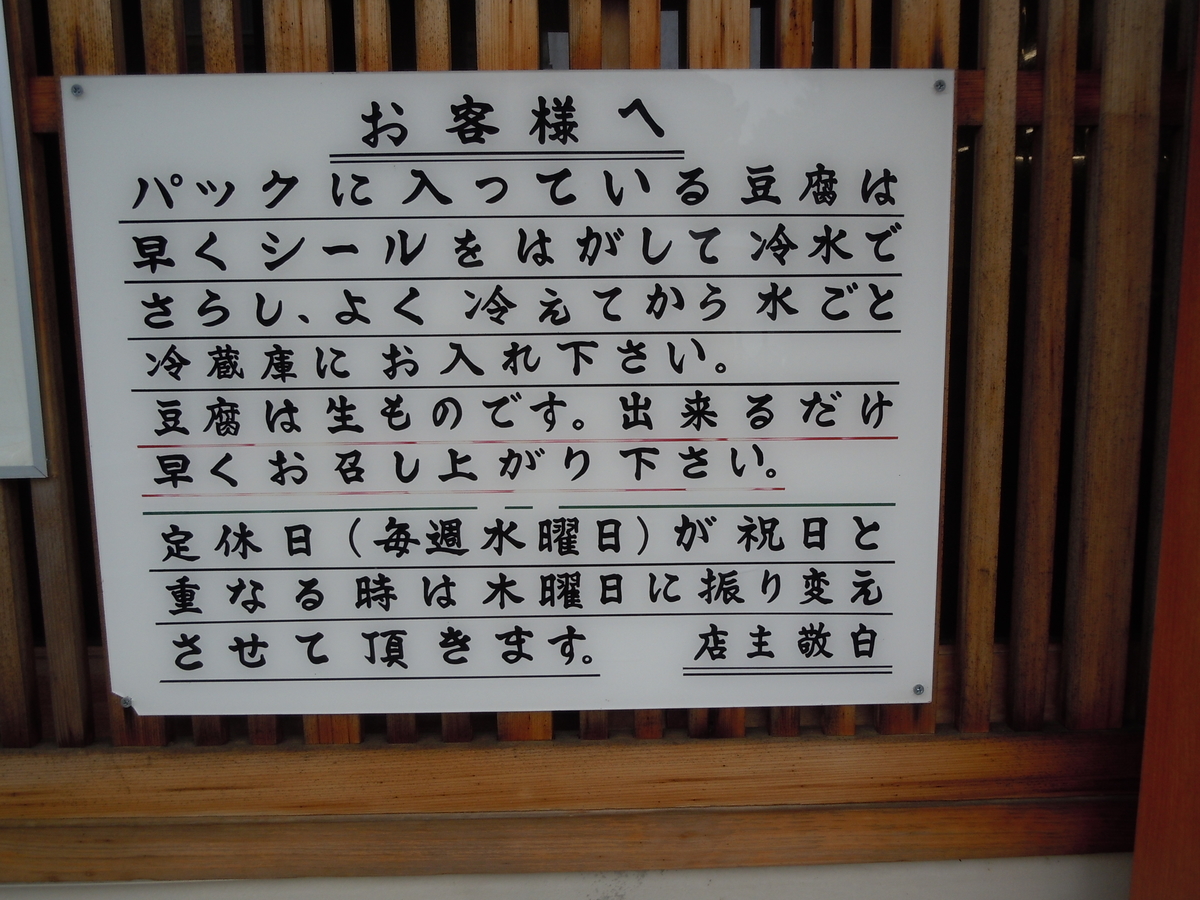 お客様へ
パックに入っている豆腐は
早くシールをはがして冷水で
さらし、よく冷えてから水ごと
冷蔵庫にお入れ下さい。
豆腐は生ものです。出来るだけ
早くお召し上がり下さい。
定休日(毎週水曜日)が祝日と
重なる時は木曜日に振り変え
させて頂きます。 店主敬白